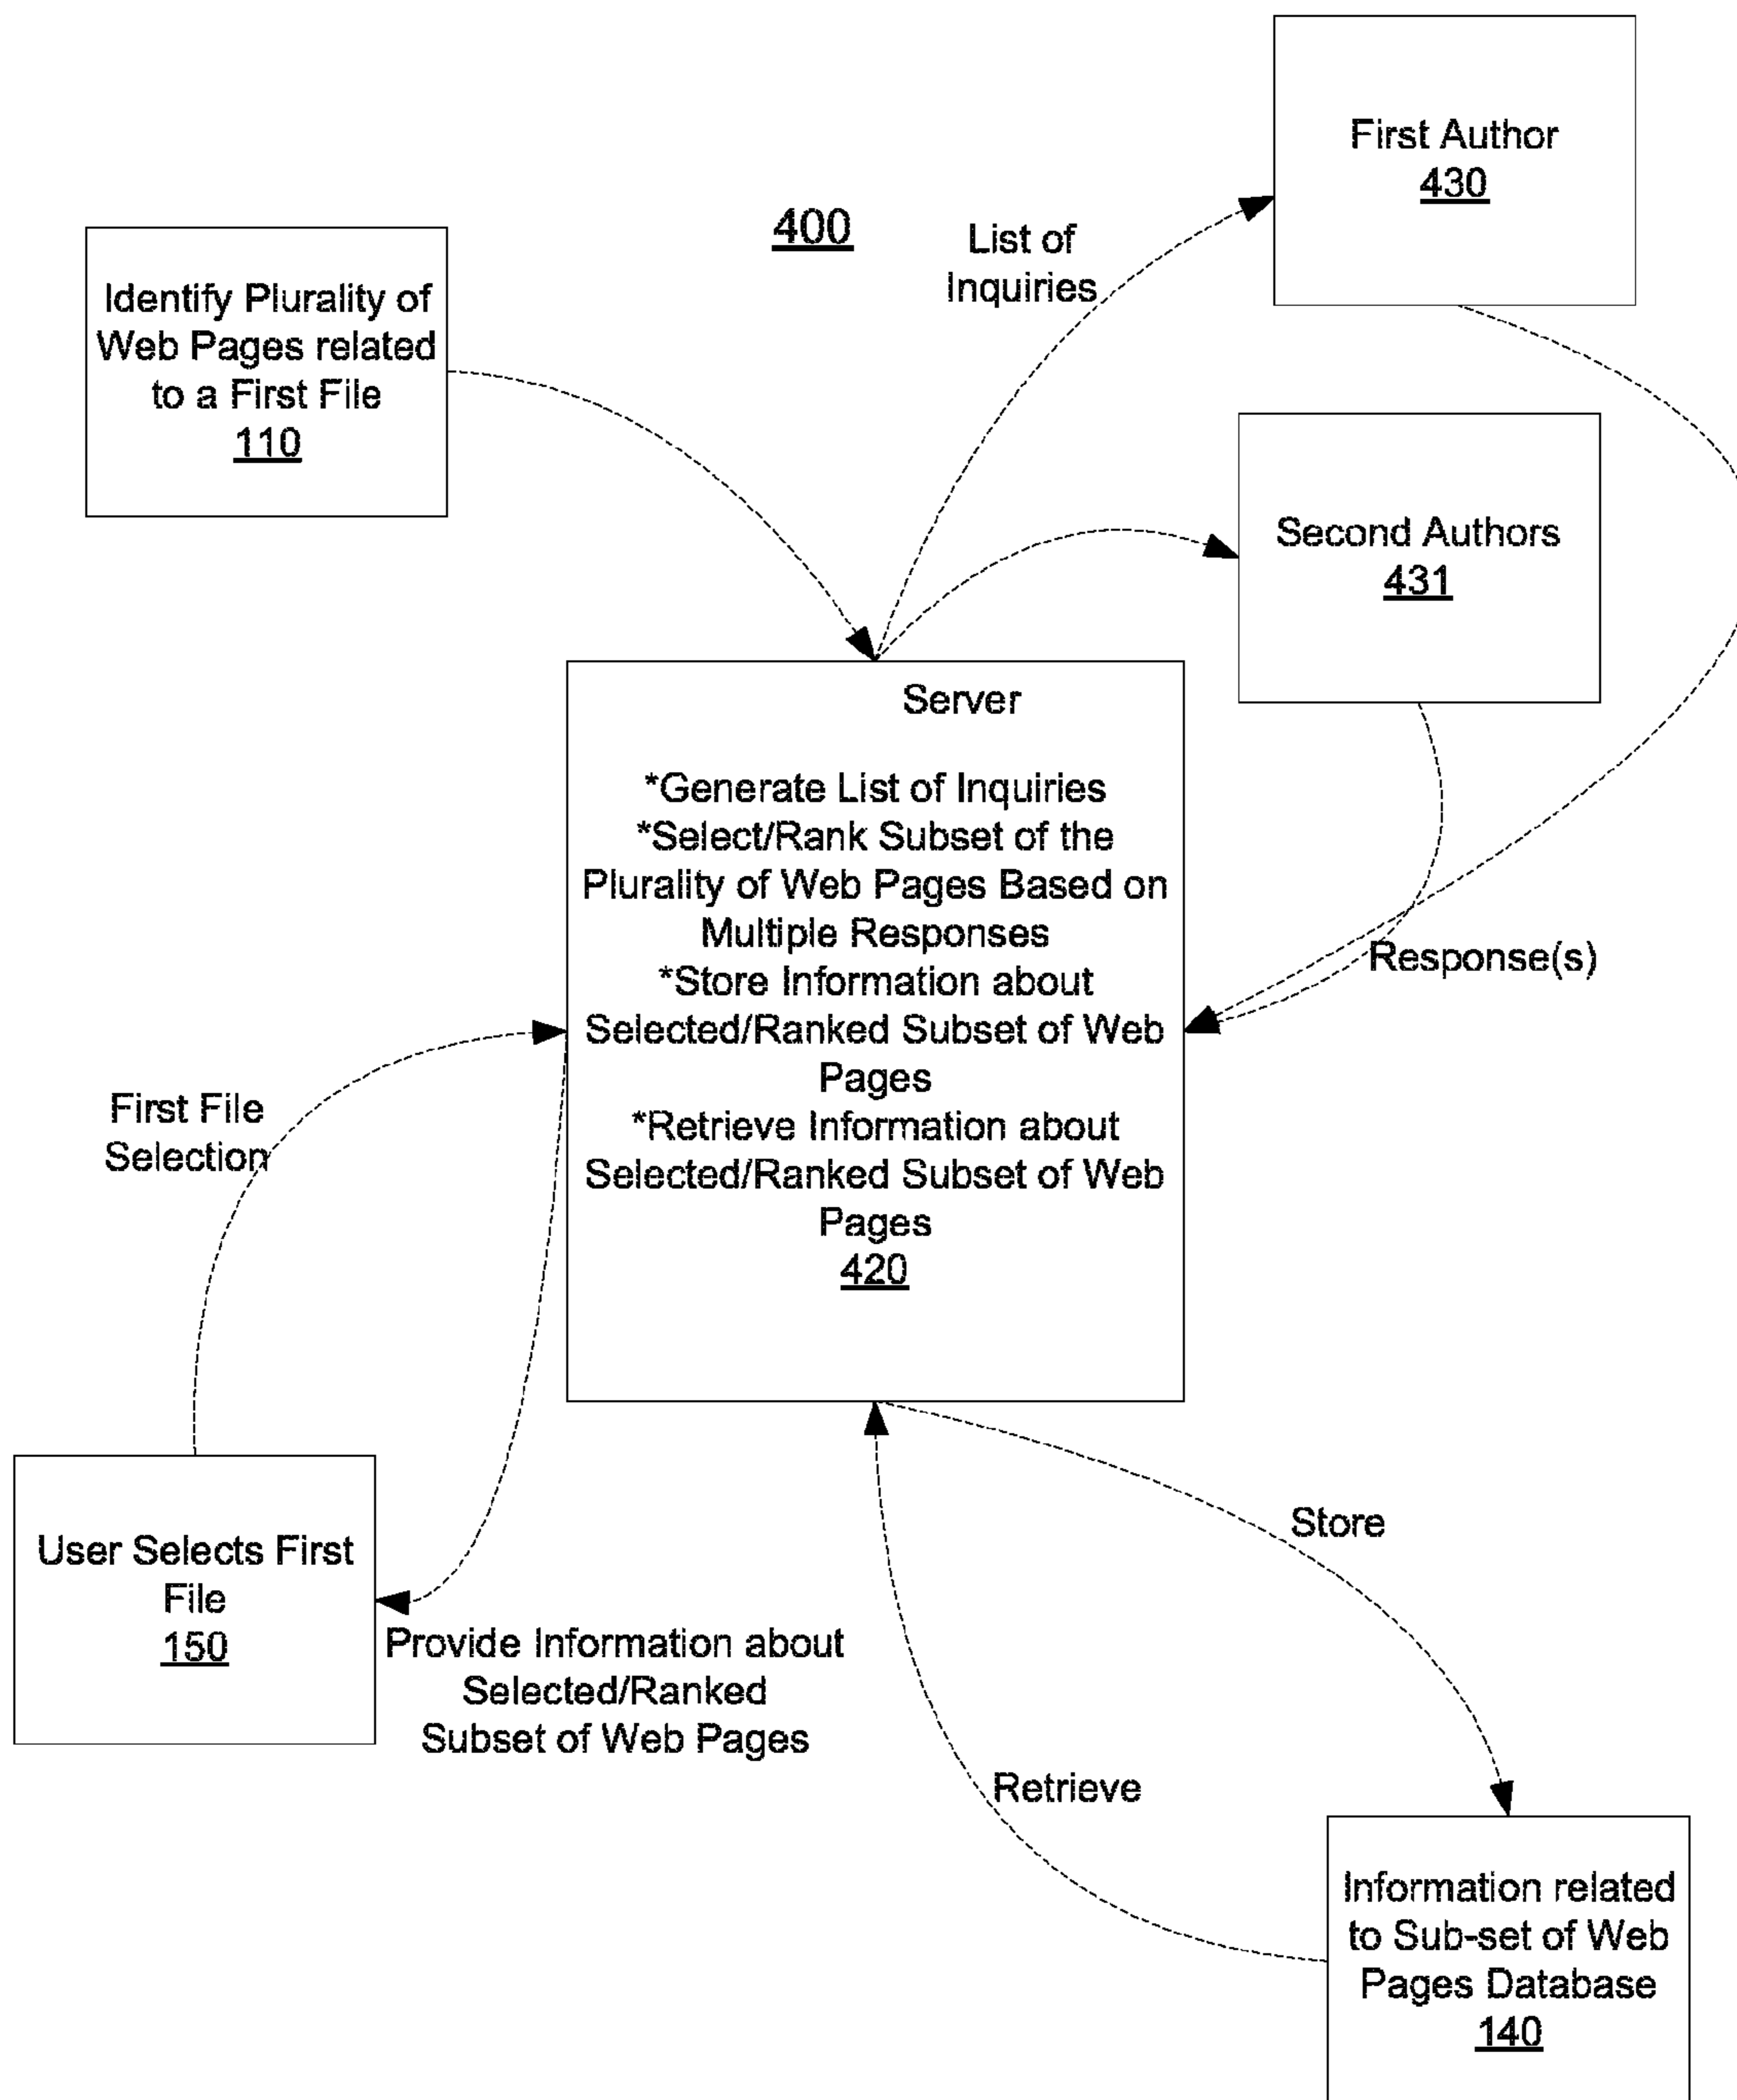 First Author
430
400
List of
Inquiries
Identify Plurality of
Web Pages related
to a First File
110
Second Authors
431
Server
*Generate List of Inquiries
*Select/Rank Subset of the
Plurality of Web Pages Based on
Multiple Responses
*Store Information about
Selected/Ranked Subset of Web
Pages
*Retrieve Information about
Selected/Ranked Subset of Web
Pages
420
Response(s)
First File
Selection
User Selects First
File
150
Provide Information about
Selected/Ranked
Subset of Web Pages
Store
Retrieve
Information related
to Sub-set of Web
Pages Database
140